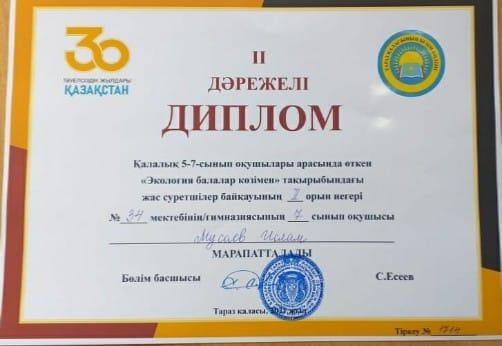 30
ТӘУЕЛСІЗДІК ЖЫЛДАРЫ
ҚАЗАҚСТАН
II
ДӘРЕЖЕЛІ
ДИПЛОМ
Қалалық 5-7-сынып оқушылары арасында өткен
«Экология балалар көзімен» тақырыбындағы
жас суретшілер байқауының II орын иегері
№ 34 мектебінің/гимназиясының 7 сынып оқушысы
Мусаев Ислам
МАРАПАТТАЛАДЫ
Бөлім басшысы С.Есеев
Тараз қаласы, 2021 жыл
Тіркеу № 1214